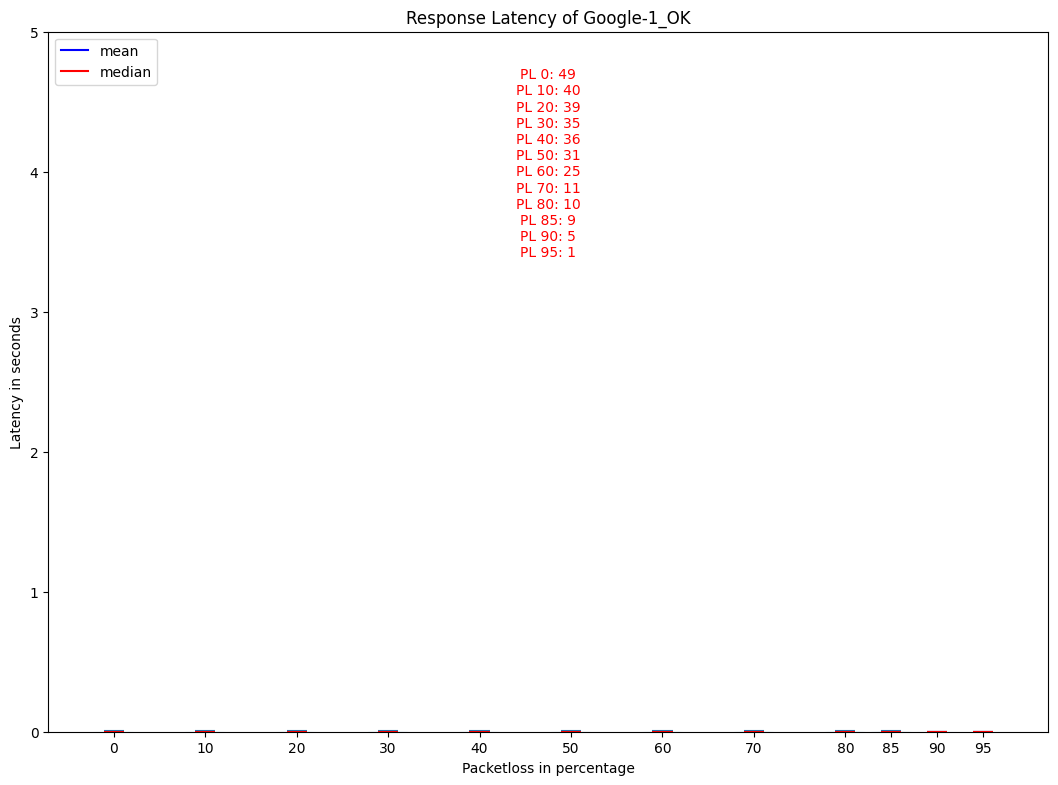 Response Latency of Google-1_OK
5
mean
median
PL 0: 49
PL 10: 40
PL 20: 39
PL 30: 35
PL 40: 36
PL 50: 31
PL 60: 25
PL 70: 11
PL 80: 10
PL 85: 9
PL 90: 5
PL 95: 1
4
3
2
1
0
Latency in seconds
0 10 20 30 40 50 60 70 80 85 90 95
Packetloss in percentage